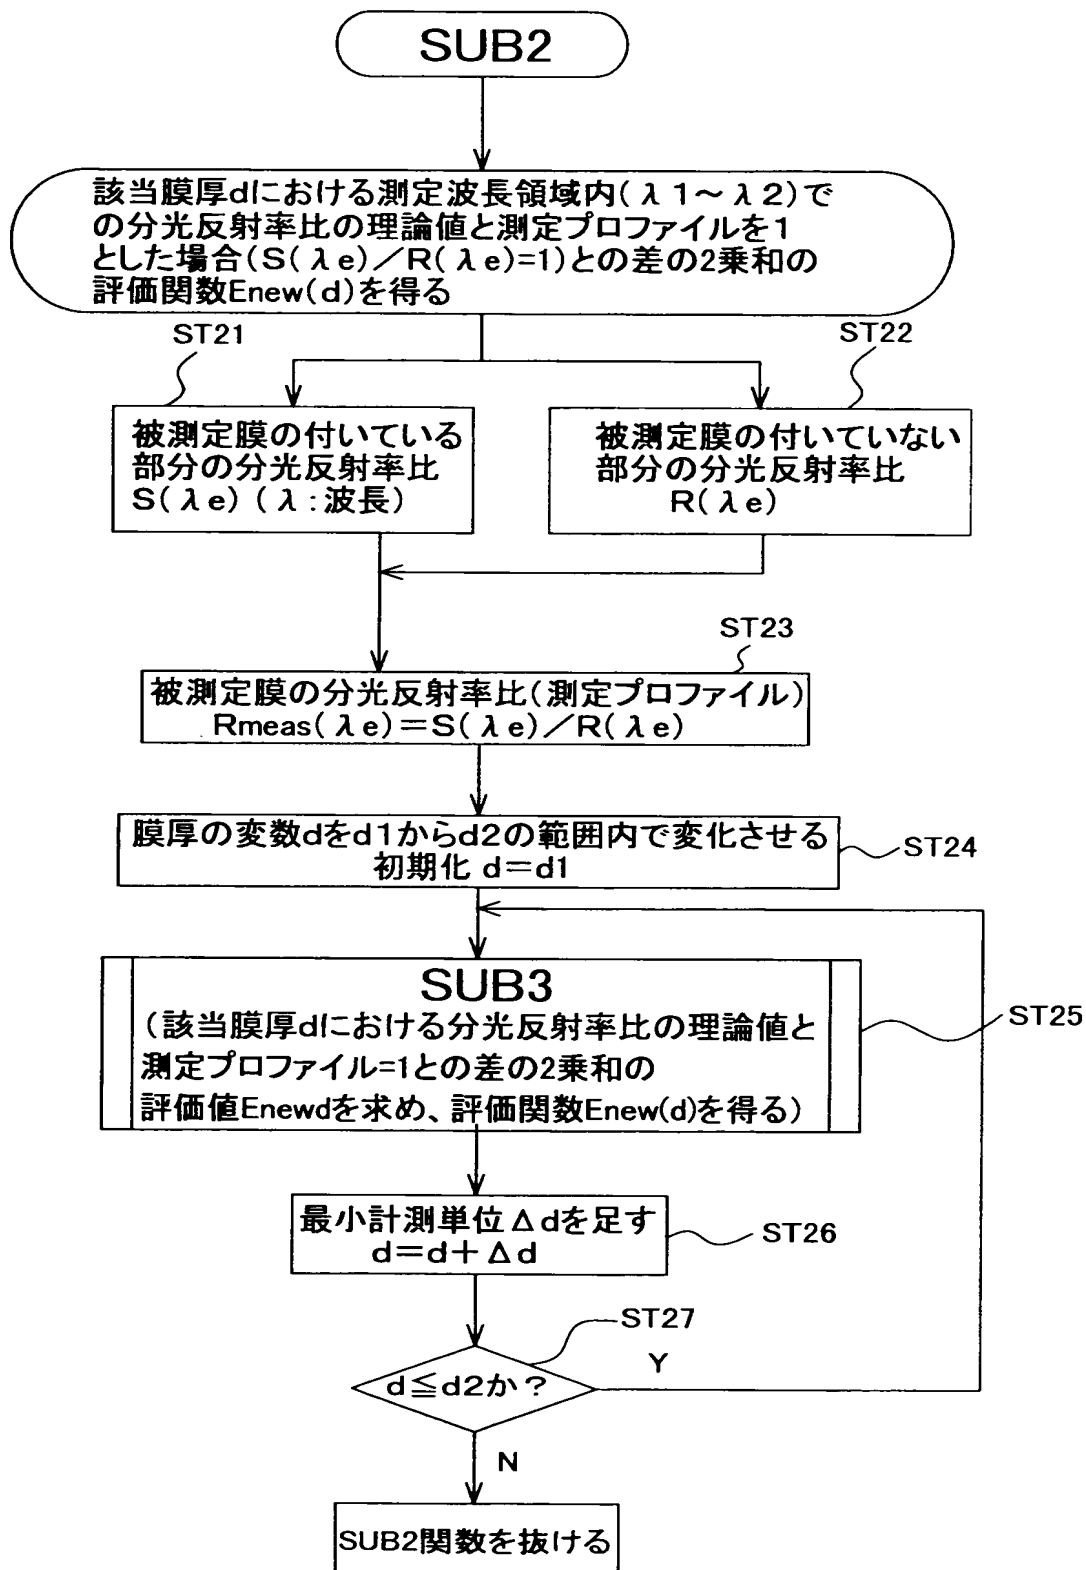 SUB2
該当膜厚dにおける測定波長領域内(λ1~λ2)で
の分光反射率比の理論値と測定プロファイルを1
とした場合(S(λe)/R(λe)=1)との差の2乗和の
評価関数Enew(d)を得る
ST21
ST22
被測定膜の付いている
部分の分光反射率比
S(λe) (λ:波長)
被測定膜の付いていない
部分の分光反射率比
R(λe)
ST23
被測定膜の分光反射率比(測定プロファイル)
Rmeas(λe)=S(λe)/R(λe)
膜厚の変数dをd1からd2の範囲内で変化させる
初期化 d=d1
ST24
SUB3
(該当膜厚dにおける分光反射率比の理論値と
測定プロファイル=1との差の2乗和の
評価値Enewdを求め、評価関数Enew(d)を得る)
ST25
最小計測単位Δdを足す
d=d+Δd
ST26
ST27
d≦d2か?
Y
N
SUB2関数を抜ける